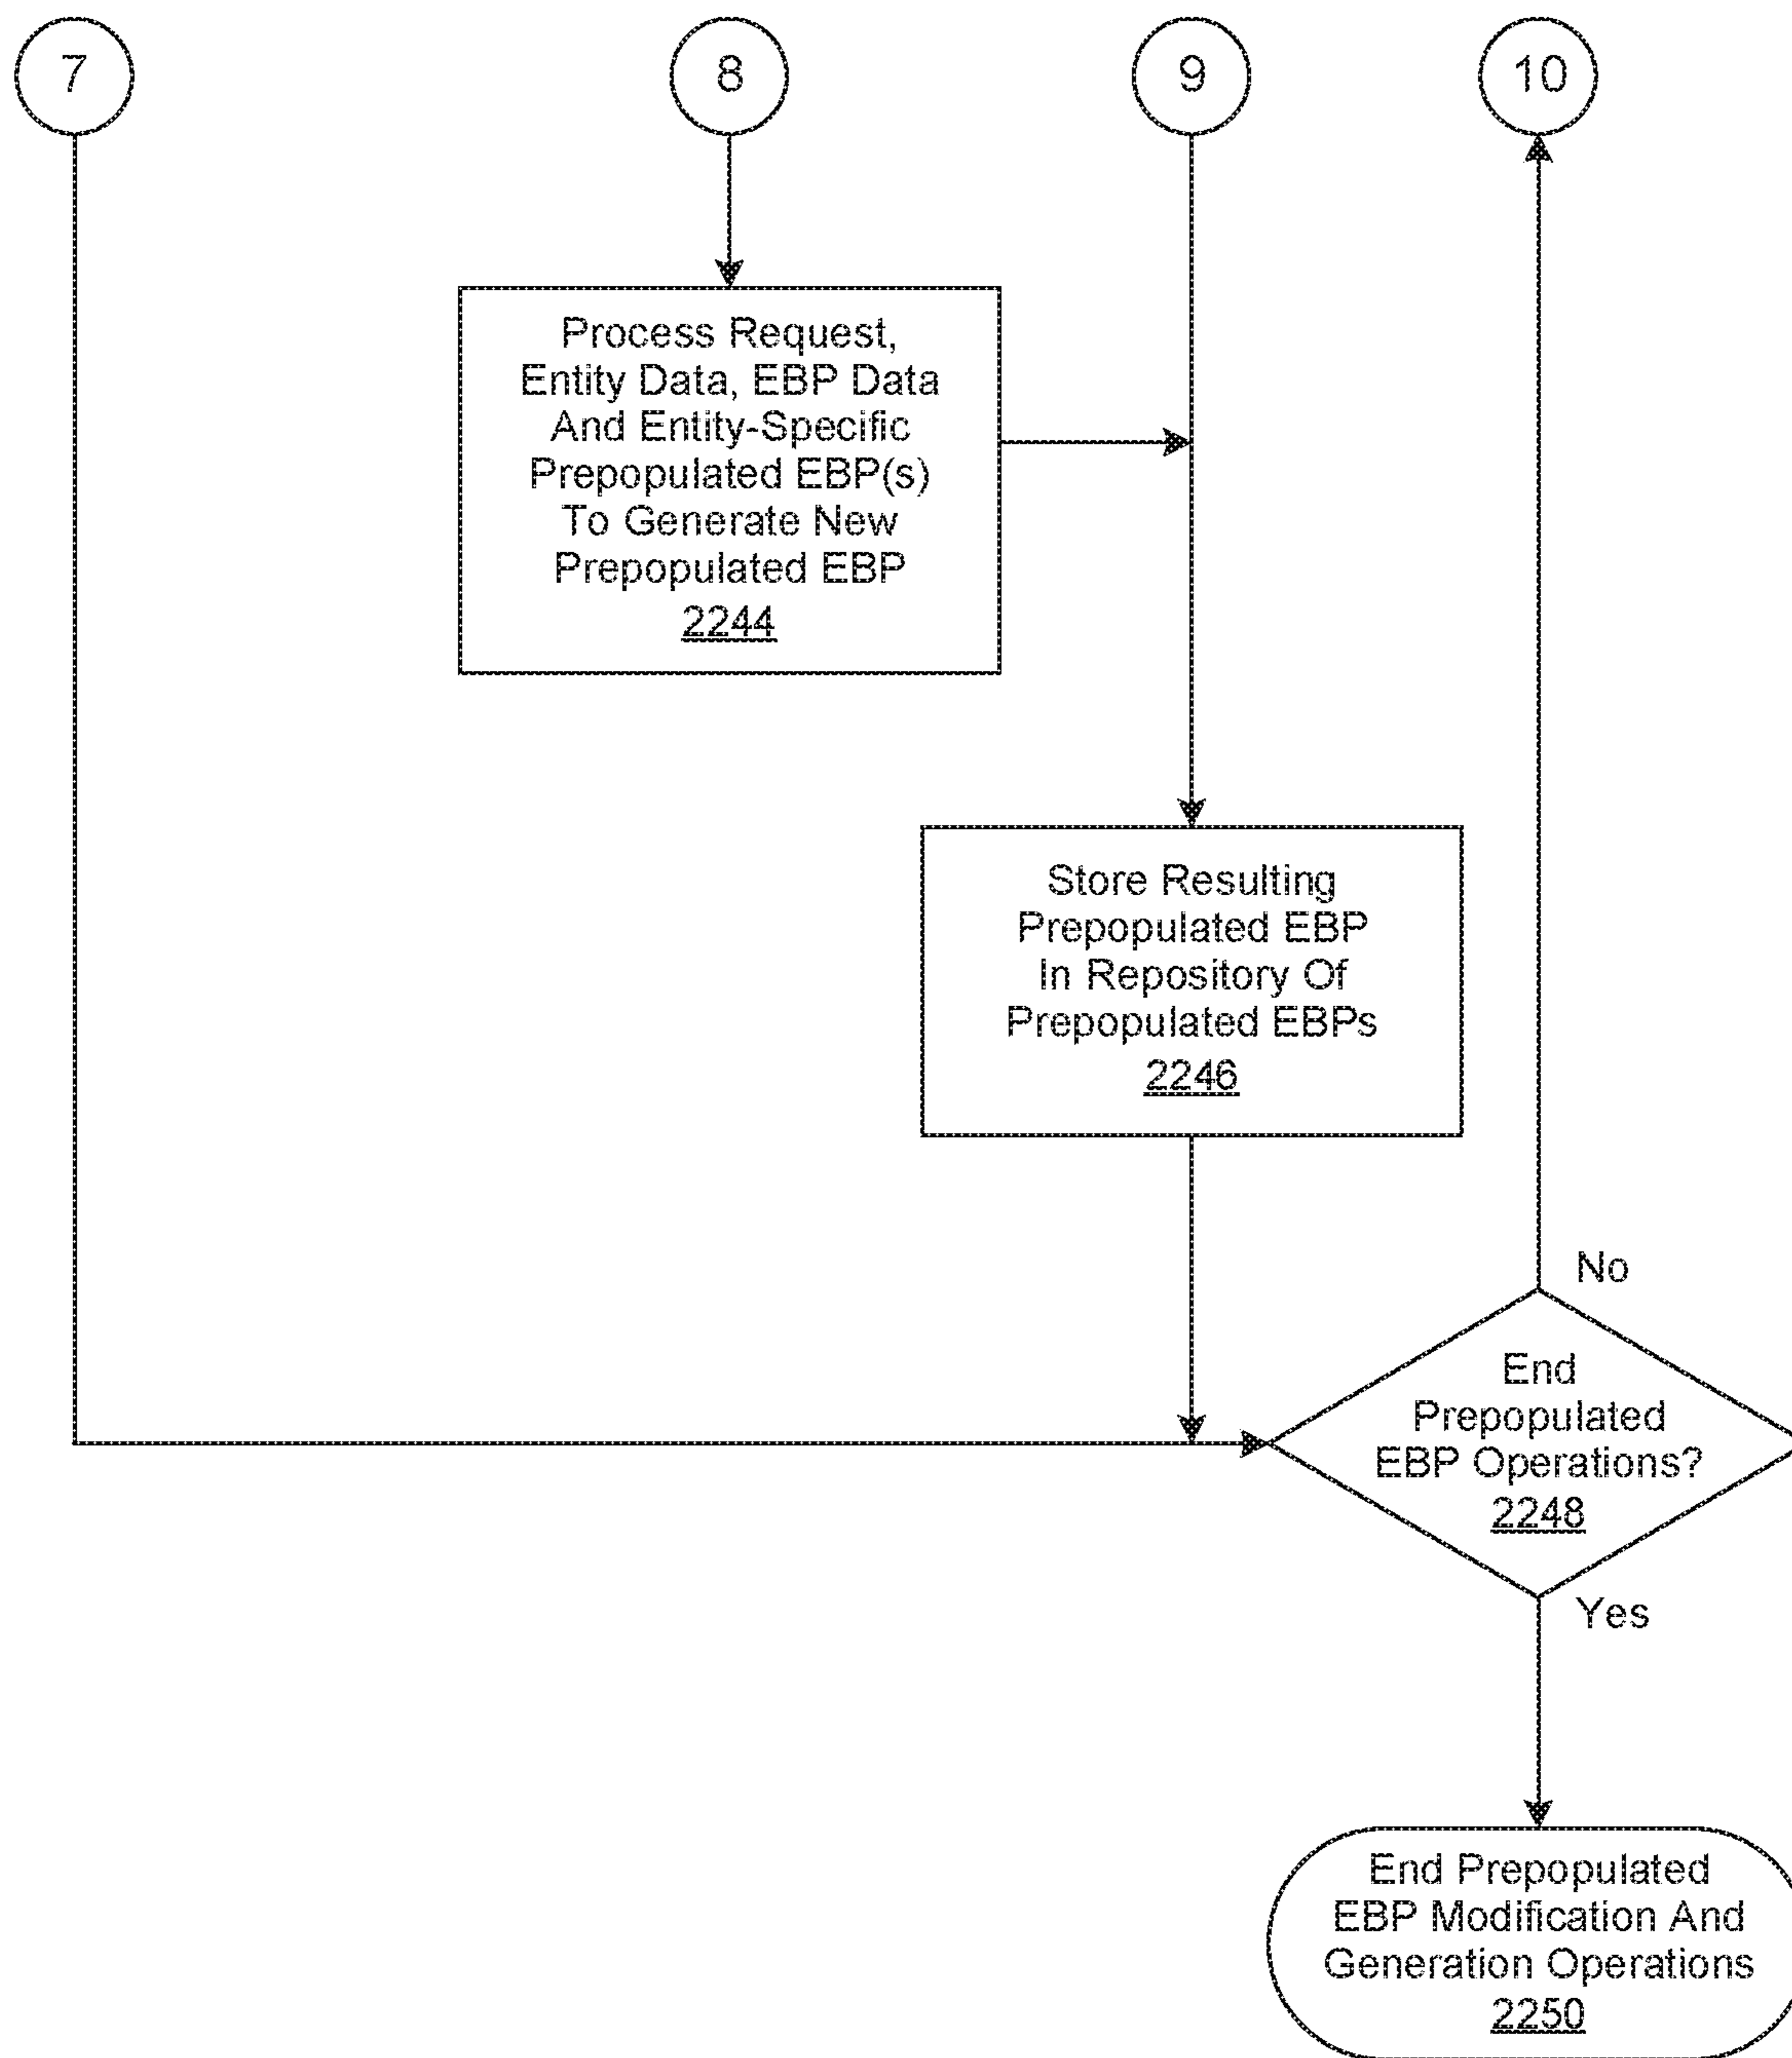 7
8
9
10
Process Request,
Entity Data, EBP Data
And Entity-Specific
Prepopulated EBP(s)
To Generate New
Prepopulated EBP
2244
Store Resulting
Prepopulated EBP
In Repository Of
Prepopulated EBPs
2246
No
End
Prepopulated
EBP Operations?
2248
Yes
End Prepopulated
EBP Modification And
Generation Operations
2250